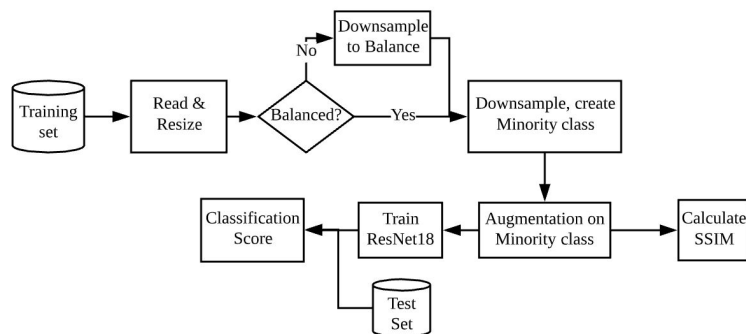 Downsample
to Balance
No
Training
set
Read &
Resize
Balanced?
Yes
Downsample, create
Minority class
Classification
Score
Train
ResNet18
Augmentation on
Minority class
Calculate
SSIM
Test
Set